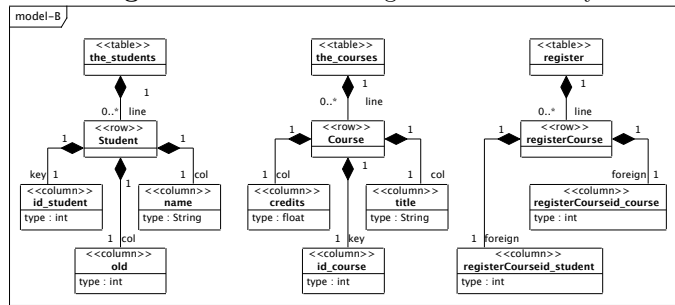 model-B
<<table>>
the_students
1
0..* line
<<row>>
Student
1
1
1
key 1
<<column>>
id_student
type : int
1 col
<<column>>
name
type : String
1 col
<<column>>
old
type : int
<<table>>
the_courses
1
0..* line
<<row>>
Course
1
1
1
1
<<column>>
credits
type : float
1 col
<<column>>
title
type : String
1 key
<<column>>
id_course
type : int
<<table>>
register
1
0..* line
<<row>>
registerCourse
1
1
foreign 1
<<column>>
registerCourseid_course
type : int
1 foreign
<<column>>
registerCourseid_student
type : int